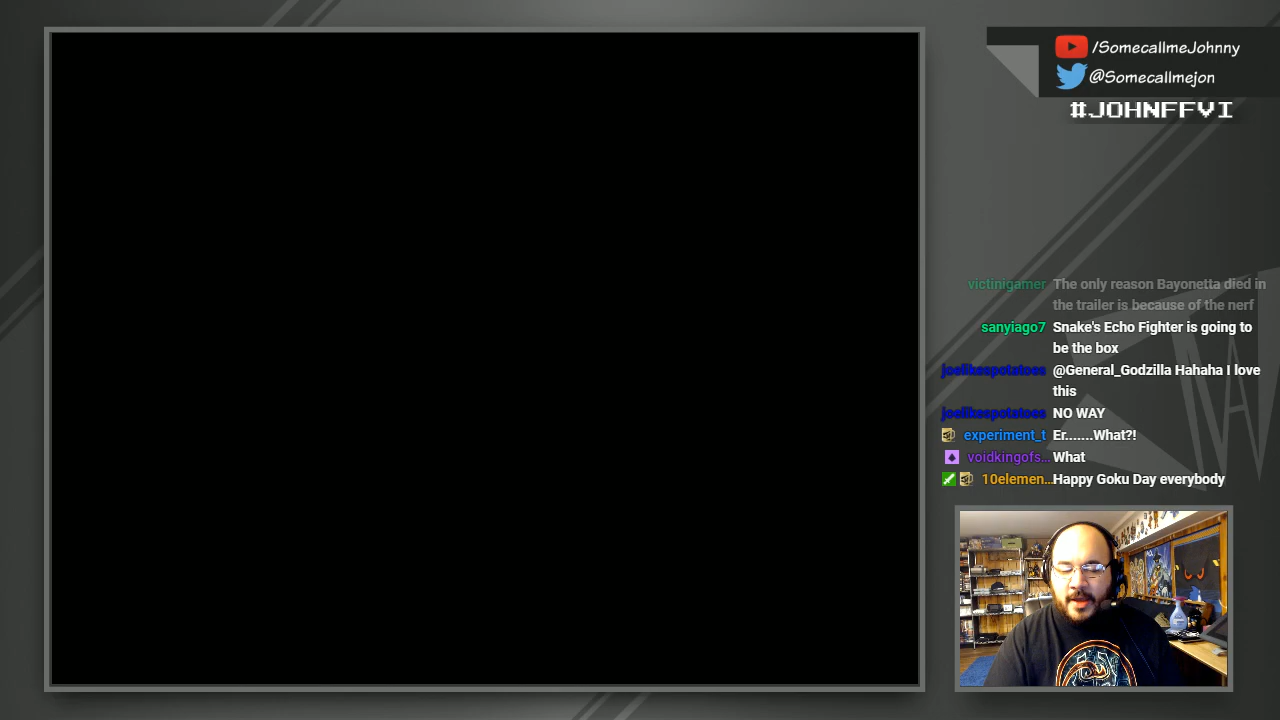 /SomecallmeJohnny
@Somecallmejon
#JOHNFFVI
victinigamer The only reason Bayonetta died in
the trailer is because of the nerf
sanyiago7 Snake's Echo Fighter is going to
be the box
joelikespotatoes @General_Godzilla Hahaha I love
this
joelikespotatoes NO WAY
experiment_t Er.......What?!
voidkingofs... What
10elemen... Happy Goku Day everybody